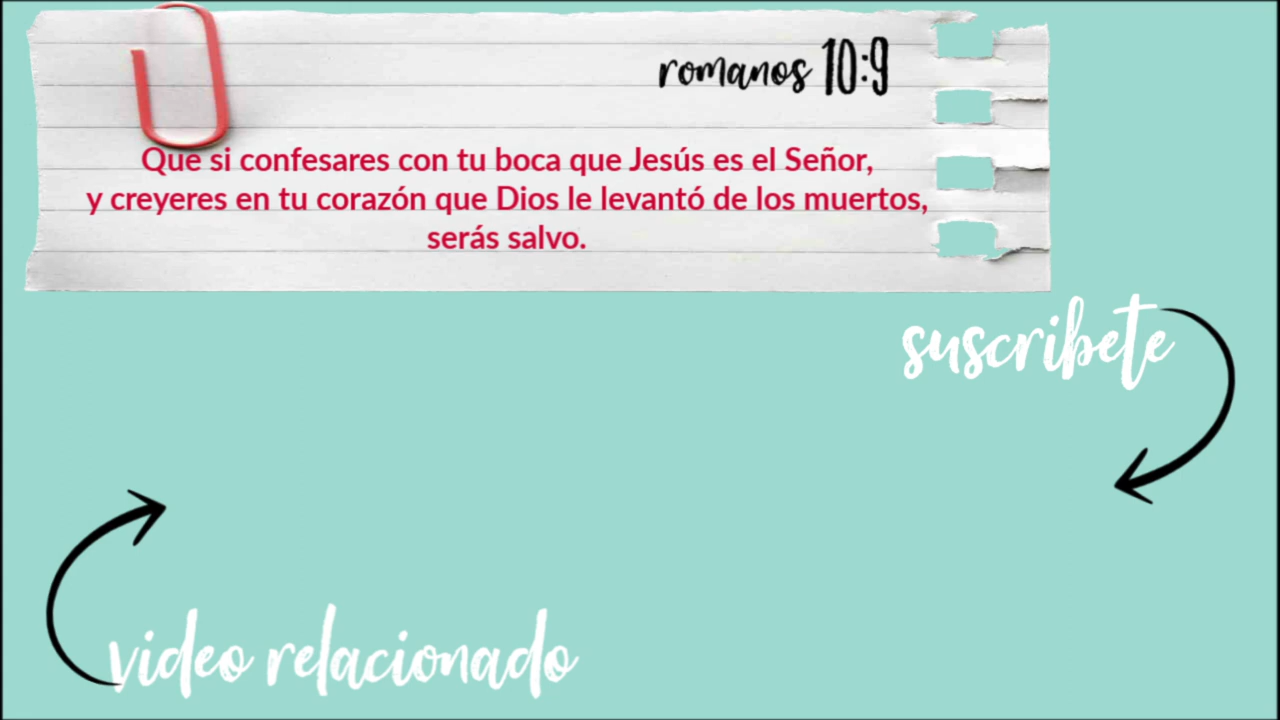 romanos 10:9
Que si confesares con tu boca que Jesús es el Señor,
y creyeres en tu corazón que Dios le levantó de los muertos,
serás salvo.
suscribete
video relacionado